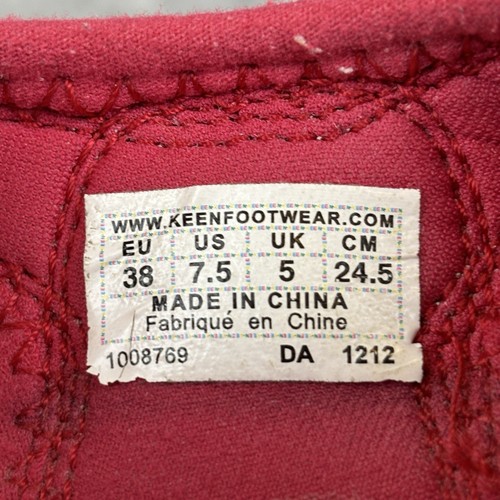 WWW.KEENFOOTWEAR.COM
EU US UK CM
38 7.5 5 24.5
MADE IN CHINA
Fabriqué en Chine
1008769 DA 1212